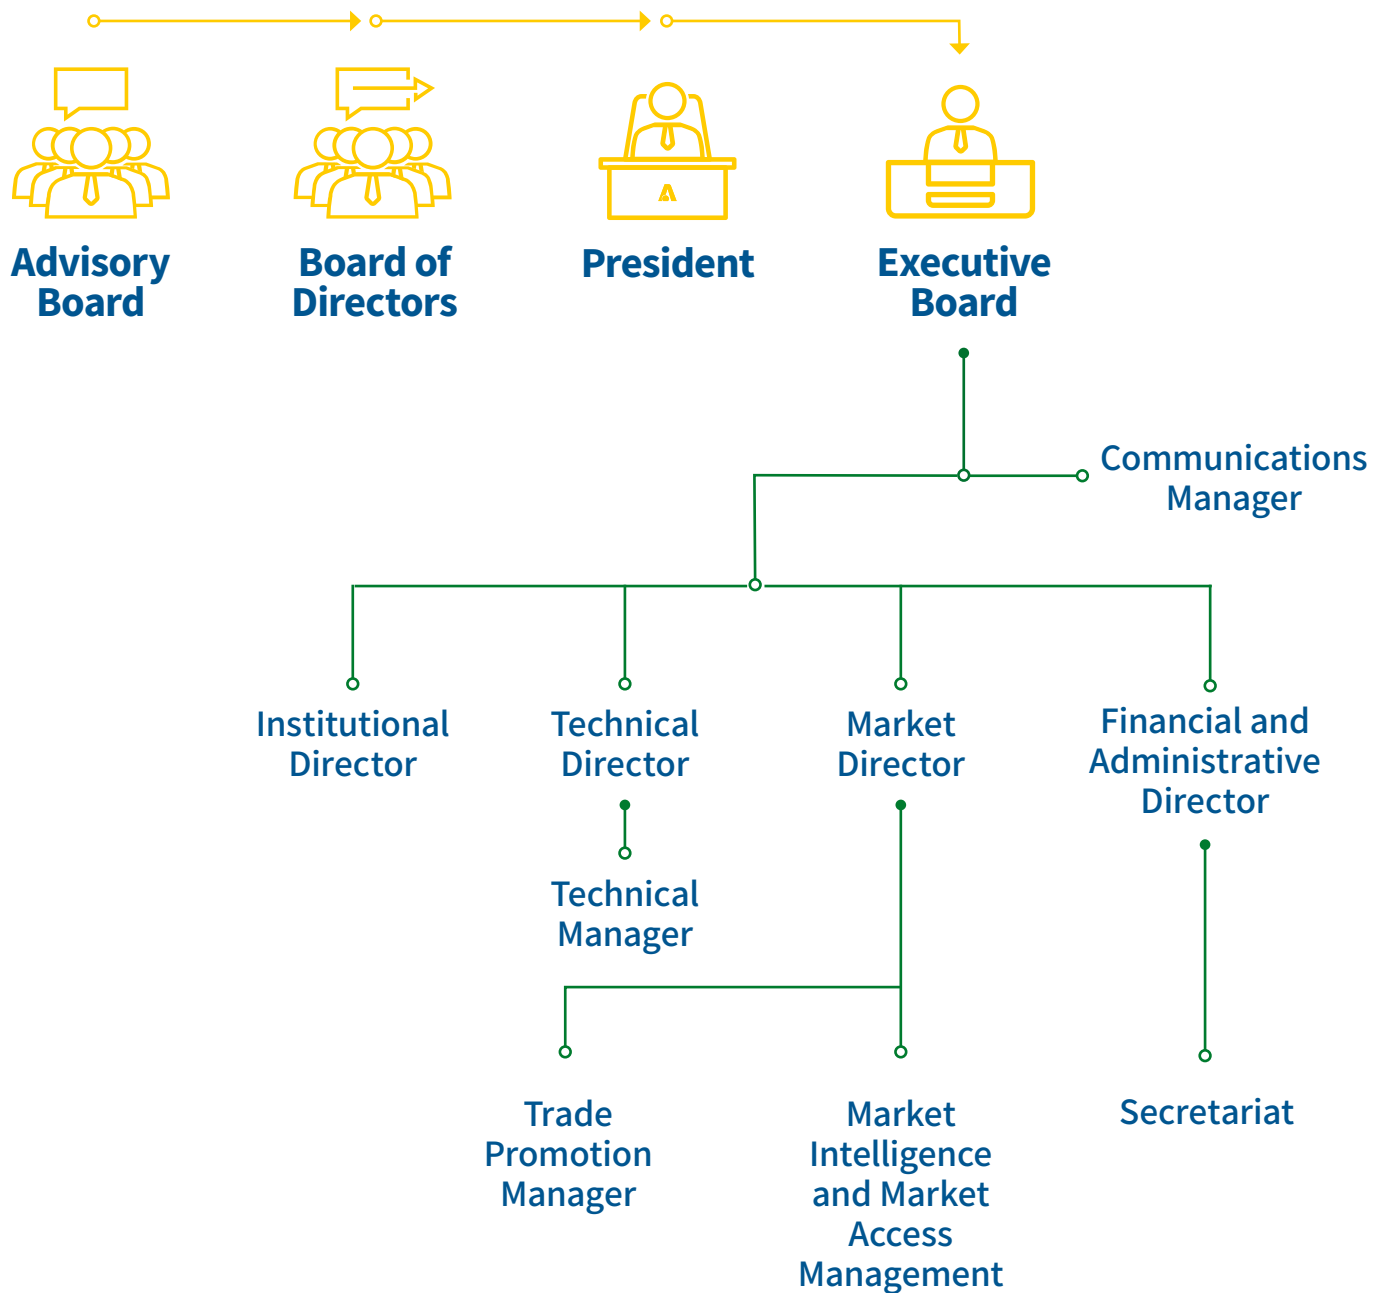 Advisory
Board
Board of
Directors
President
Executive
Board
Communications
Manager
Institutional
Director
Technical
Director
Market
Director
Financial and
Administrative
Director
Technical
Manager
Trade
Promotion
Manager
Market
Intelligence
and Market
Access
Management
Secretariat